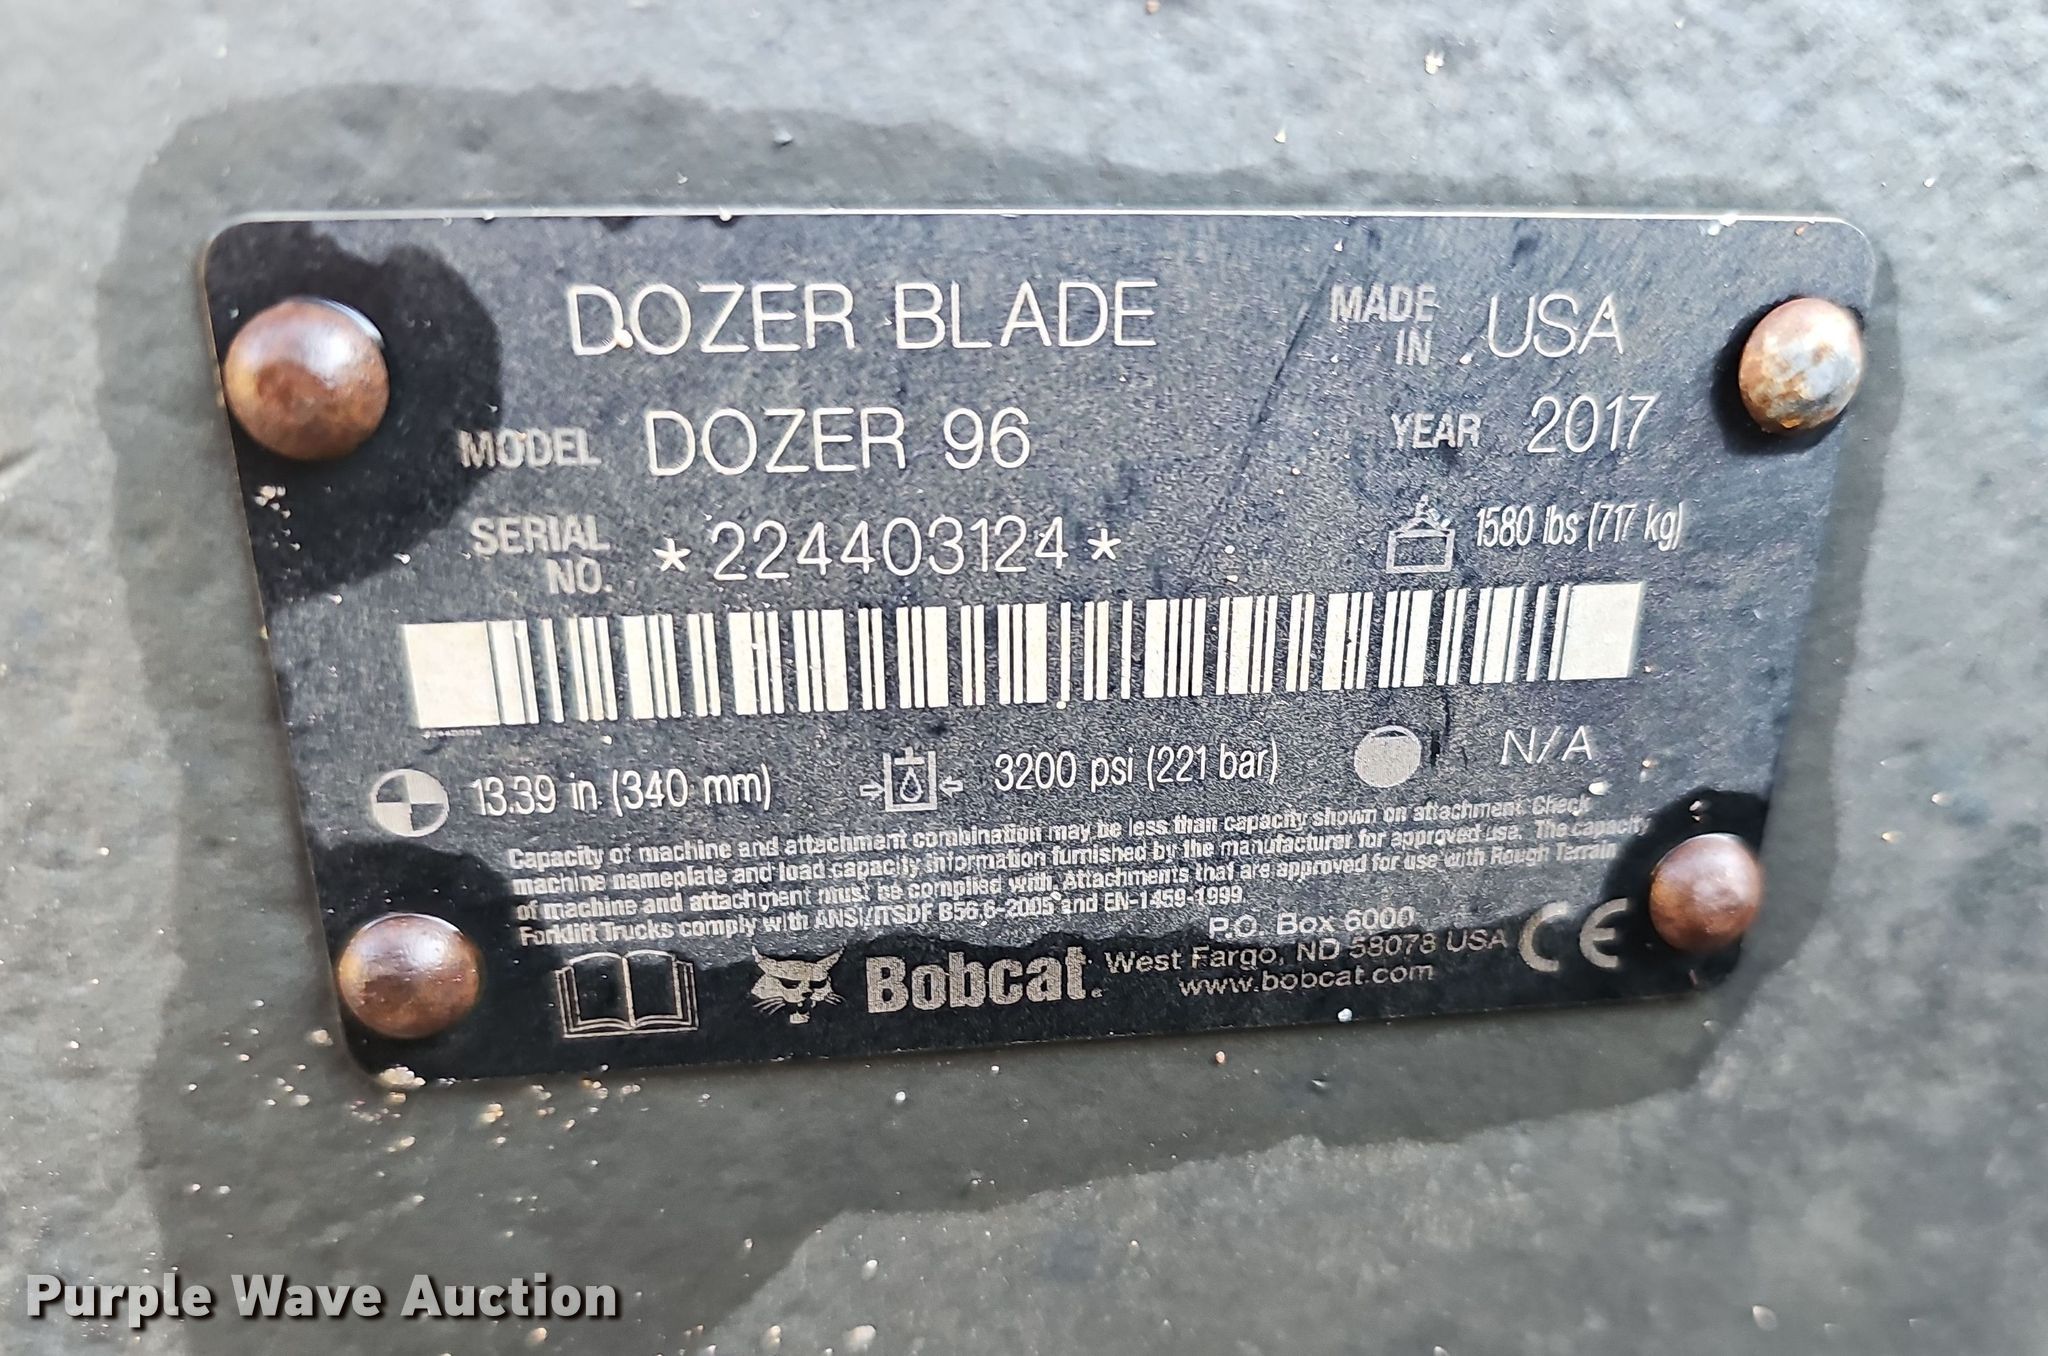 DOZER BLADE
MADE IN USA
MODEL DOZER 96
YEAR 2017
SERIAL NO. *224403124*
1580 lbs (717 kg)
13.39 in (340 mm)
3200 psi (221 bar)
N/A
Capacity of machine and attachment combination may be less than capacity shown on attachment. Check
machine nameplate and load capacity information furnished by the manufacturer for approved use. The capacity
of machine and attachment must be complied with. Attachments that are approved for use with Rough Terrain
Forklift Trucks comply with ANSI/ITSDF B56.6-2005 and EN-1459-1999.
Bobcat
P.O. Box 6000
West Fargo, ND 58078 USA
www.bobcat.com
CE
Purple Wave Auction